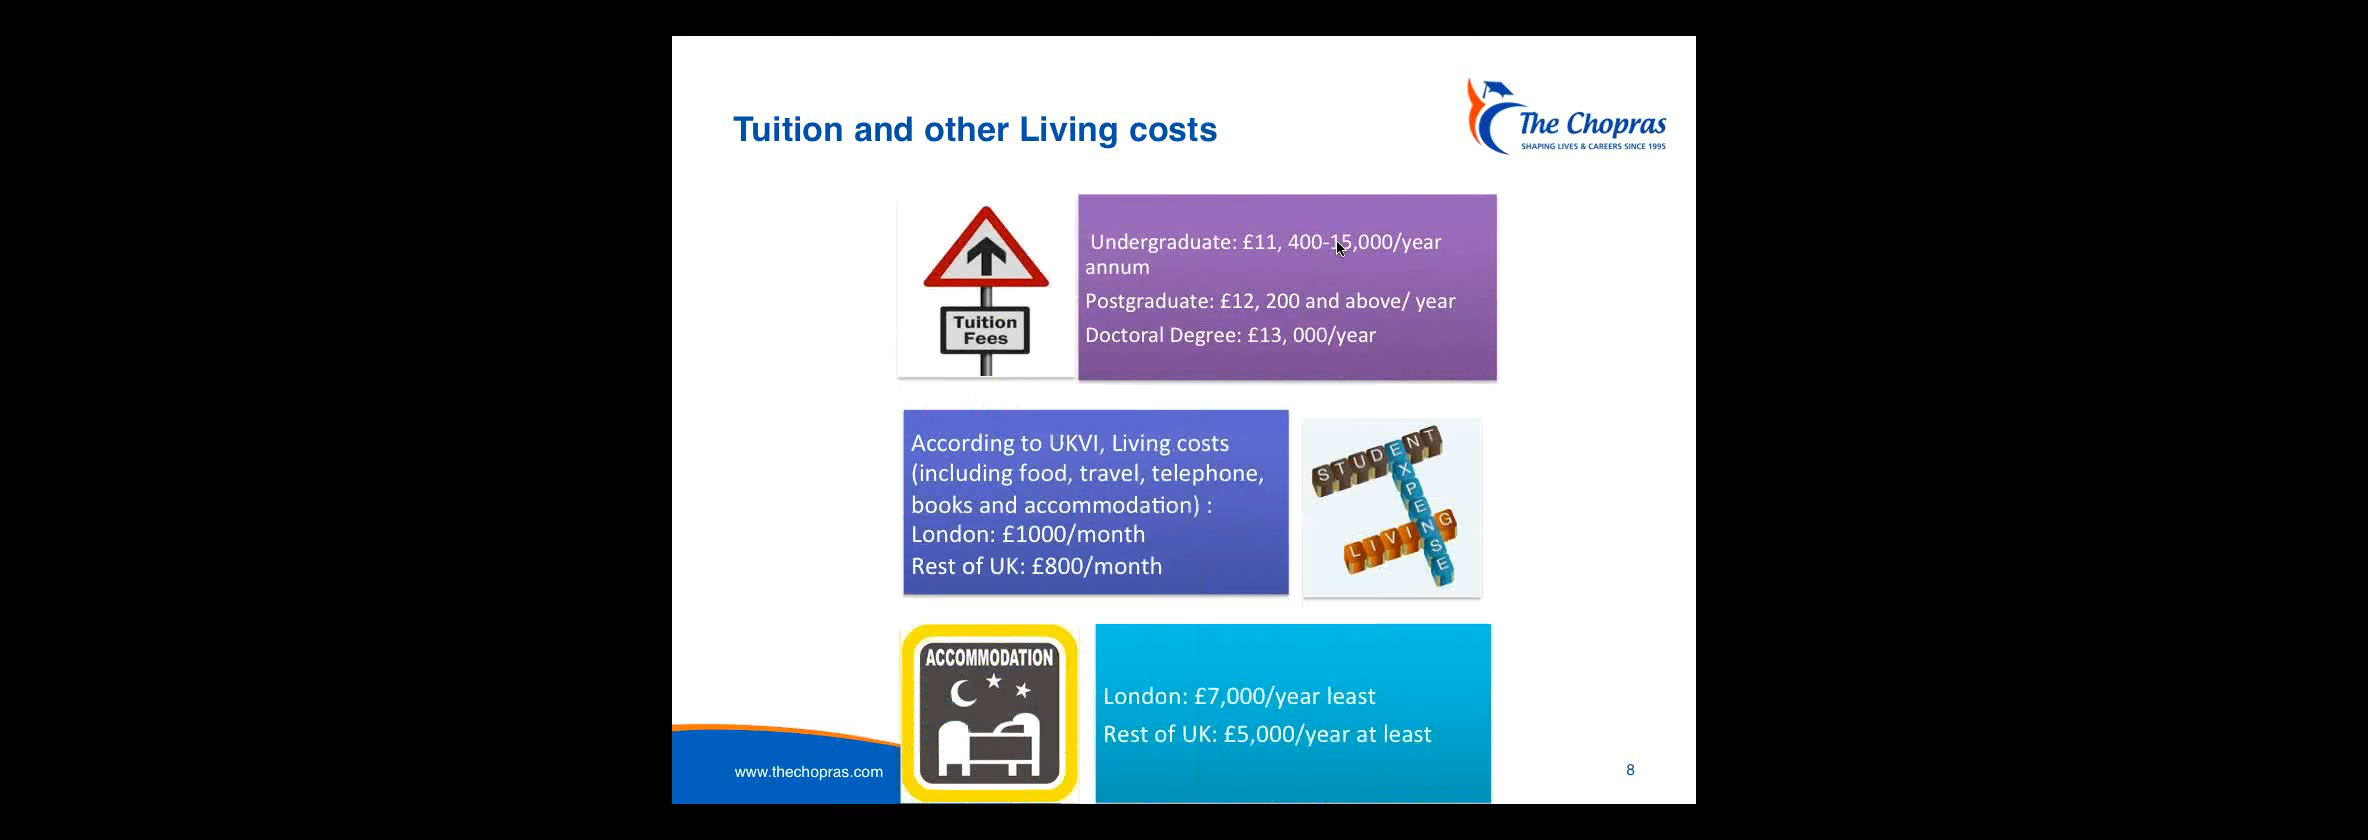 Tuition and other Living costs
The Chopras
SHAPING LIVES & CAREERS SINCE 1995
Tuition
Fees
Undergraduate: £11, 400-15,000/year
annum
Postgraduate: £12, 200 and above/ year
Doctoral Degree: £13, 000/year
According to UKVI, Living costs
(including food, travel, telephone,
books and accommodation) :
London: £1000/month
Rest of UK: £800/month
STUDENT
EXPENSE
LIVING
ACCOMMODATION
London: £7,000/year least
Rest of UK: £5,000/year at least
www.thechopras.com
8